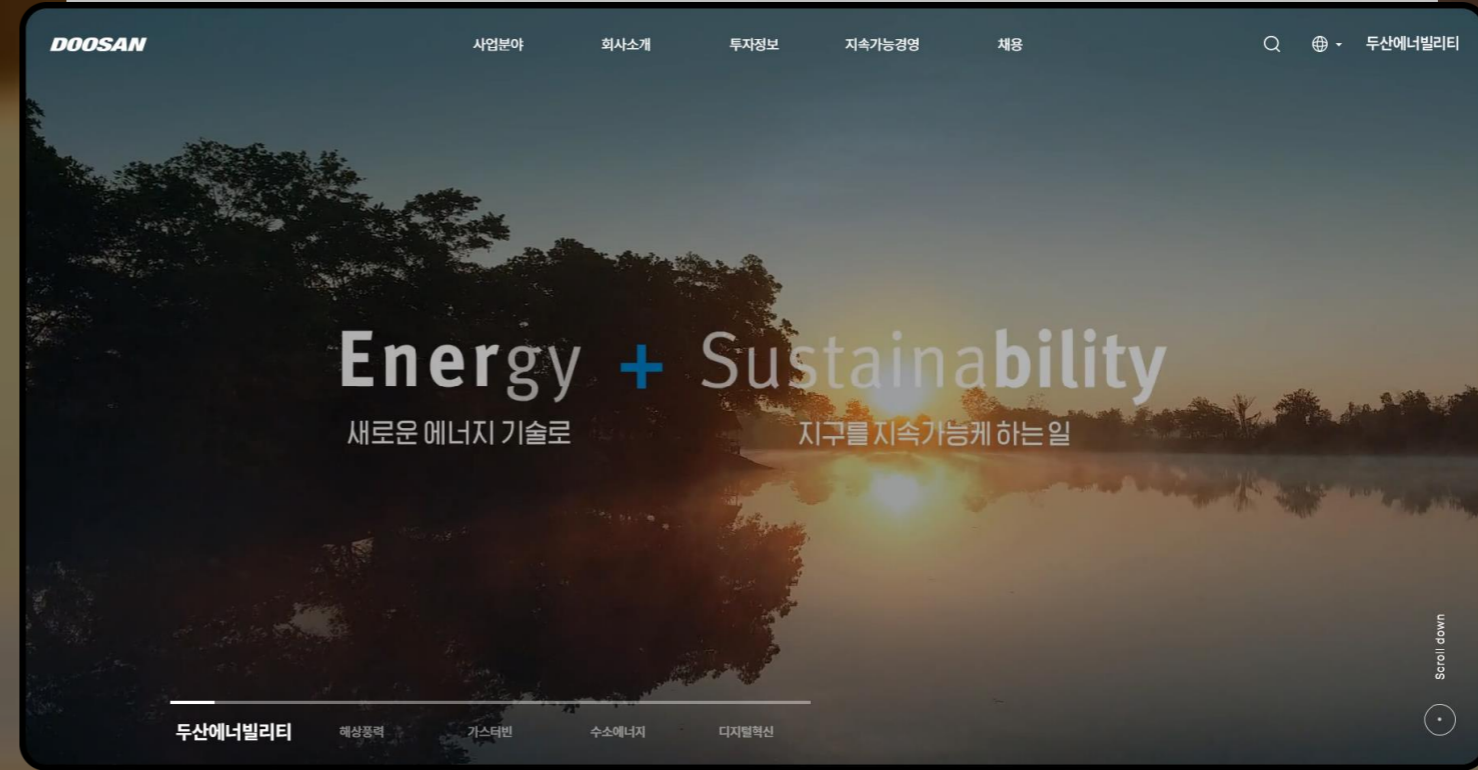 DOOSAN 사업분야 회사소개 투자정보 지속가능경영 채용 두산에너빌리티
Energy + Sustainability
새로운 에너지 기술로 지구를 지속가능케 하는 일
Scroll down
두산에너빌리티 해상풍력 가스터빈 수소에너지 디지털혁신